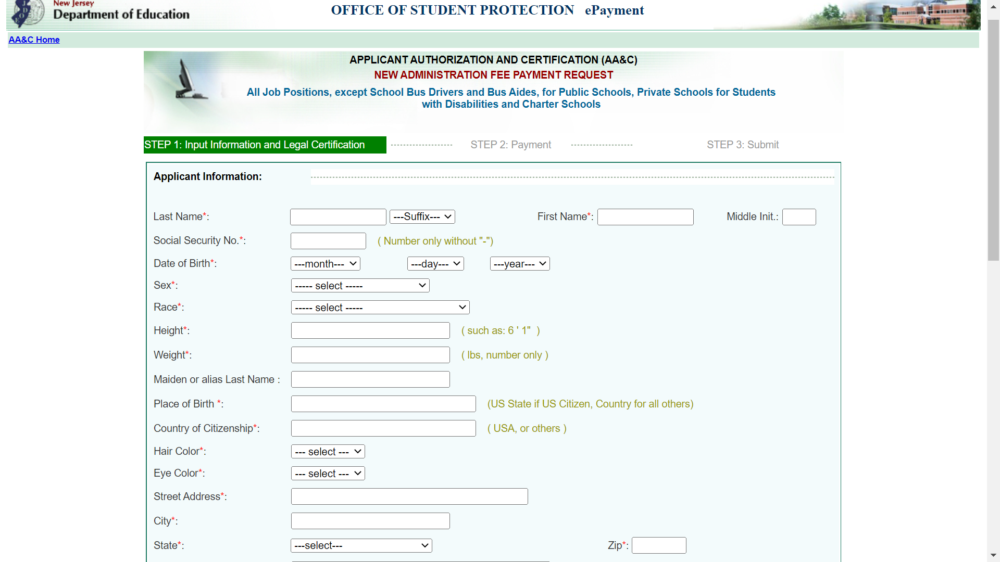 New Jersey
Department of Education
OFFICE OF STUDENT PROTECTION ePayment
AA&C Home
APPLICANT AUTHORIZATION AND CERTIFICATION (AA&C)
NEW ADMINISTRATION FEE PAYMENT REQUEST
All Job Positions, except School Bus Drivers and Bus Aides, for Public Schools, Private Schools for Students
with Disabilities and Charter Schools
STEP 1: Input Information and Legal Certification STEP 2: Payment STEP 3: Submit
Applicant Information:
Last Name*: ---Suffix--- First Name*: Middle Init.:
Social Security No.*: ( Number only without "-")
Date of Birth*: ---month--- ---day--- ---year---
Sex*: ----- select -----
Race*: ----- select -----
Height*: ( such as: 6 ' 1" )
Weight*: ( lbs, number only )
Maiden or alias Last Name :
Place of Birth *: (US State if US Citizen, Country for all others)
Country of Citizenship*: ( USA, or others )
Hair Color*: --- select ---
Eye Color*: --- select ---
Street Address*:
City*:
State*: ---select--- Zip*: